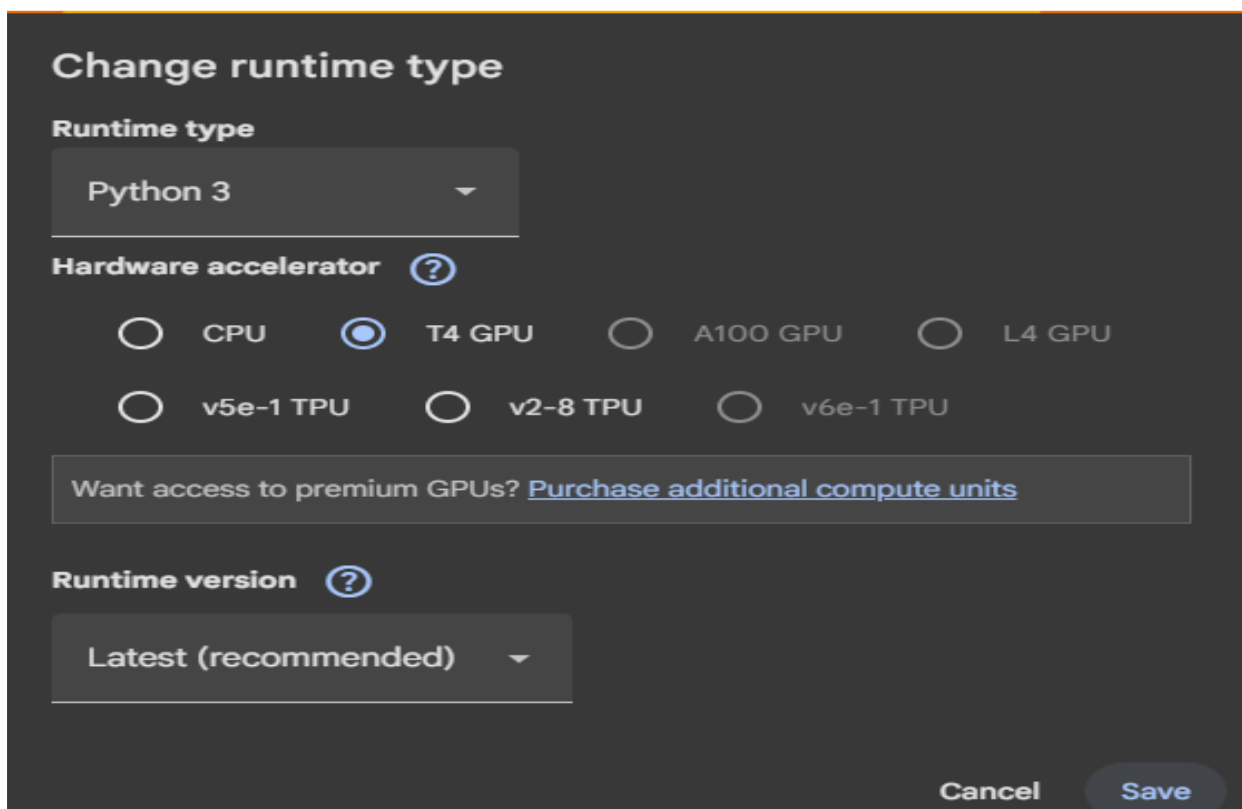 Change runtime type
Runtime type
Python 3
Hardware accelerator ?
CPU T4 GPU A100 GPU L4 GPU
v5e-1 TPU v2-8 TPU v6e-1 TPU
Want access to premium GPUs? Purchase additional compute units
Runtime version ?
Latest (recommended)
Cancel Save